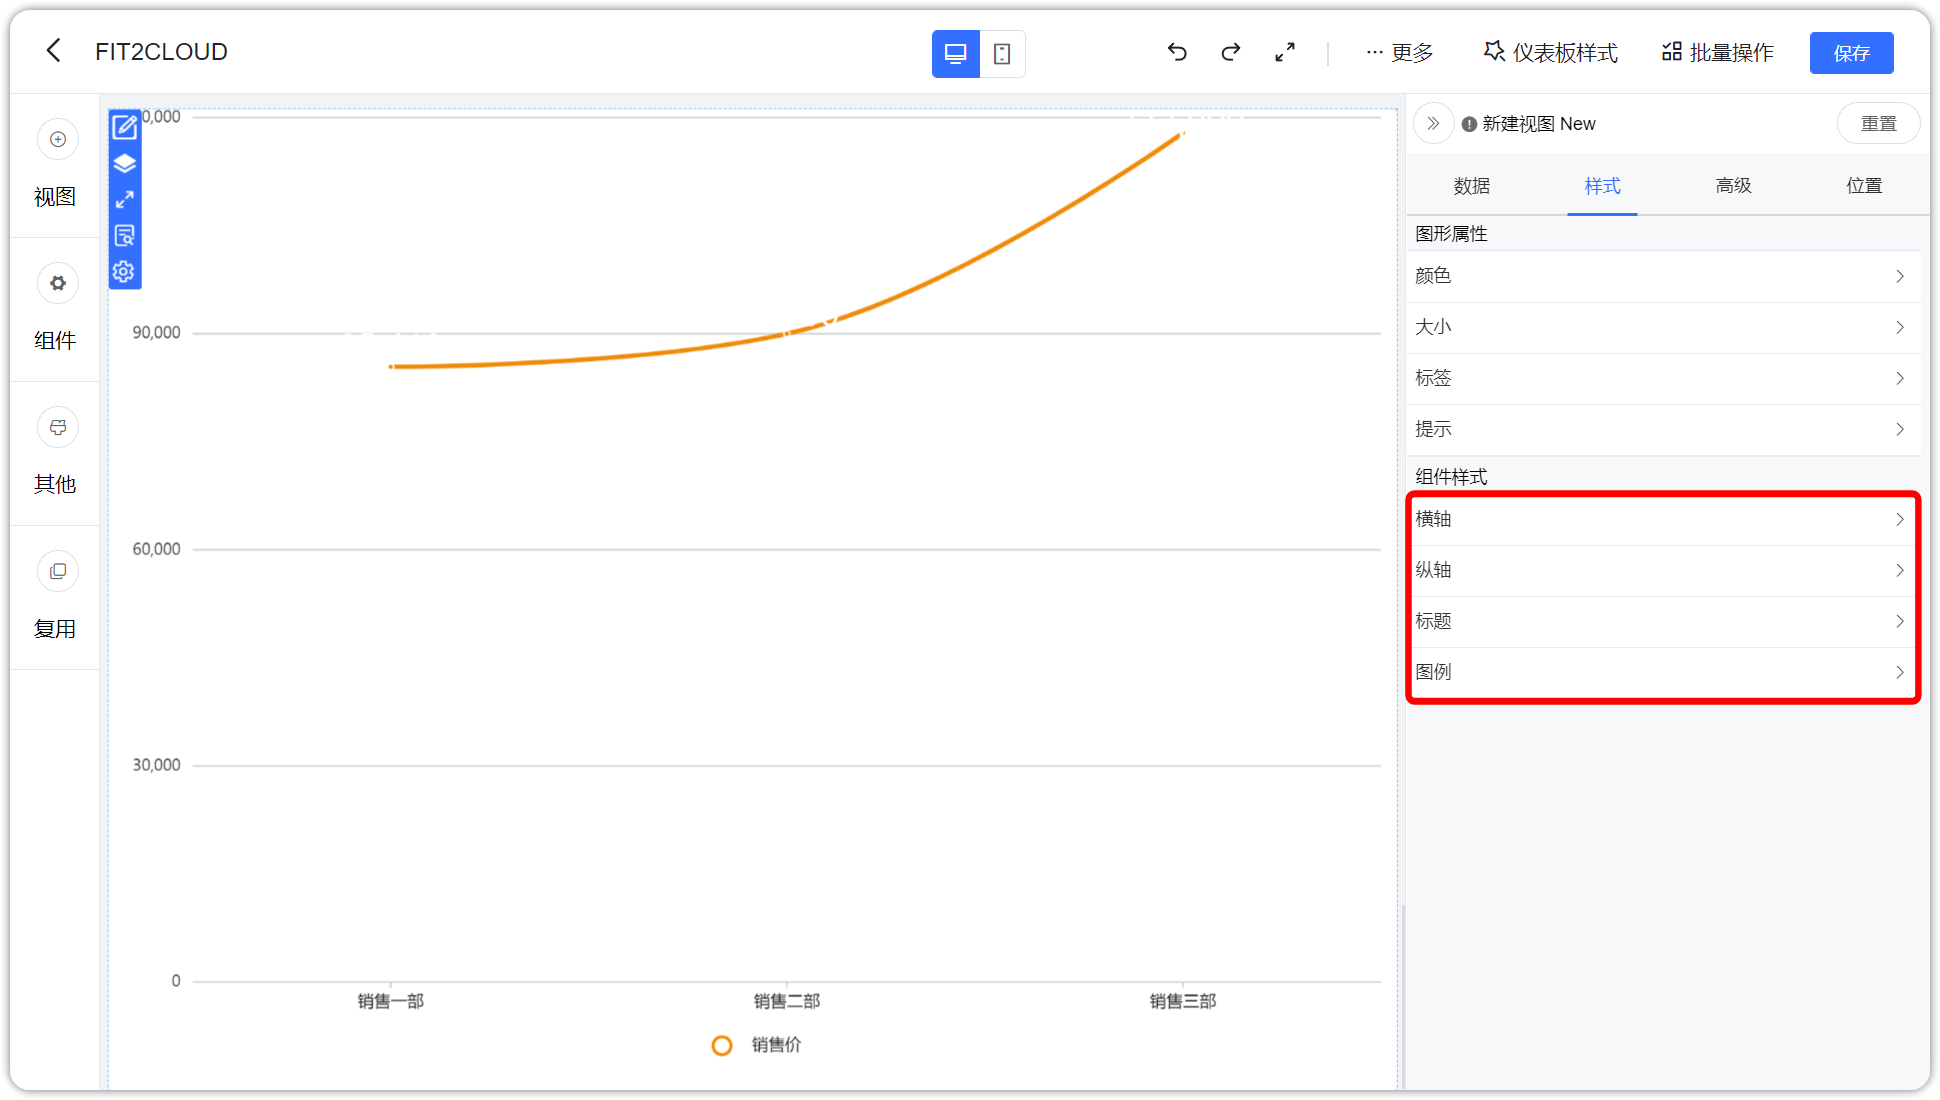 FIT2CLOUD
更多
仪表板样式
批量操作
保存
视图
组件
其他
复用
0,000
90,000
60,000
30,000
0
销售一部
销售二部
销售三部
销售价
新建视图 New
重置
数据
样式
高级
位置
图形属性
颜色
大小
标签
提示
组件样式
横轴
纵轴
标题
图例